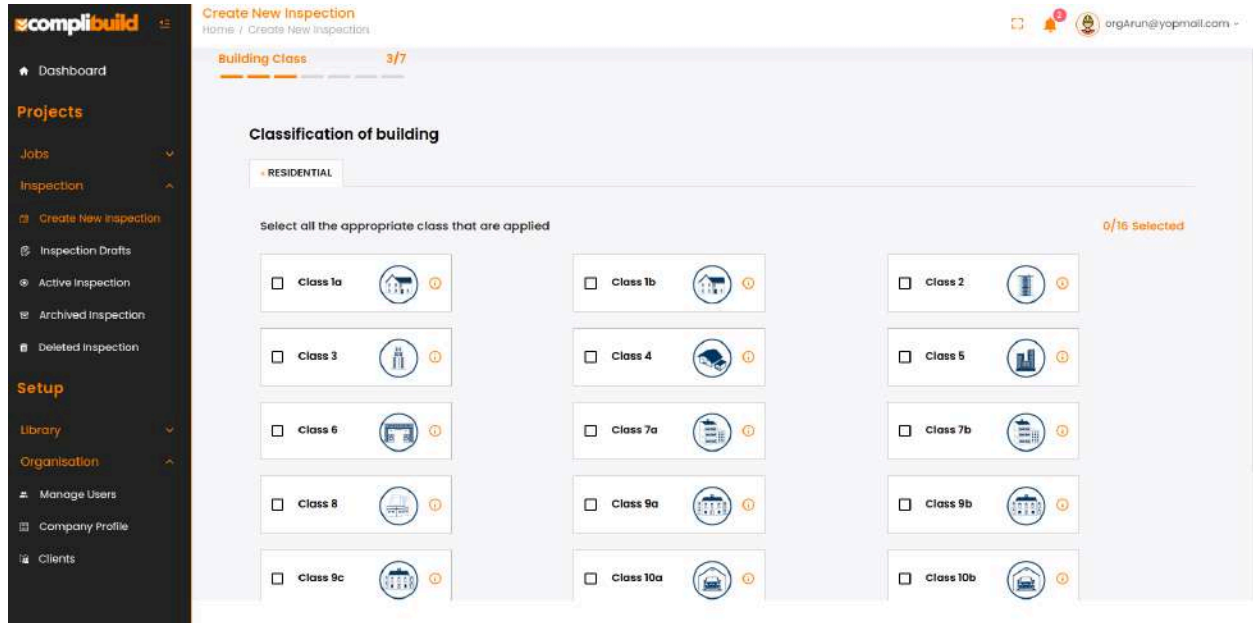 complibuild
Dashboard
Projects
Jobs
Inspection
Create New Inspection
Inspection Drafts
Active Inspection
Archived Inspection
Deleted Inspection
Setup
Library
Organisation
Manage Users
Company Profile
Clients
Create New Inspection
Home / Create New Inspection
2
orgArun@yopmail.com
Building Class 3/7
Classification of building
RESIDENTIAL
Select all the appropriate class that are applied 0/16 Selected
Class 1a Class 1b Class 2
Class 3 Class 4 Class 5
Class 6 Class 7a Class 7b
Class 8 Class 9a Class 9b
Class 9c Class 10a Class 10b